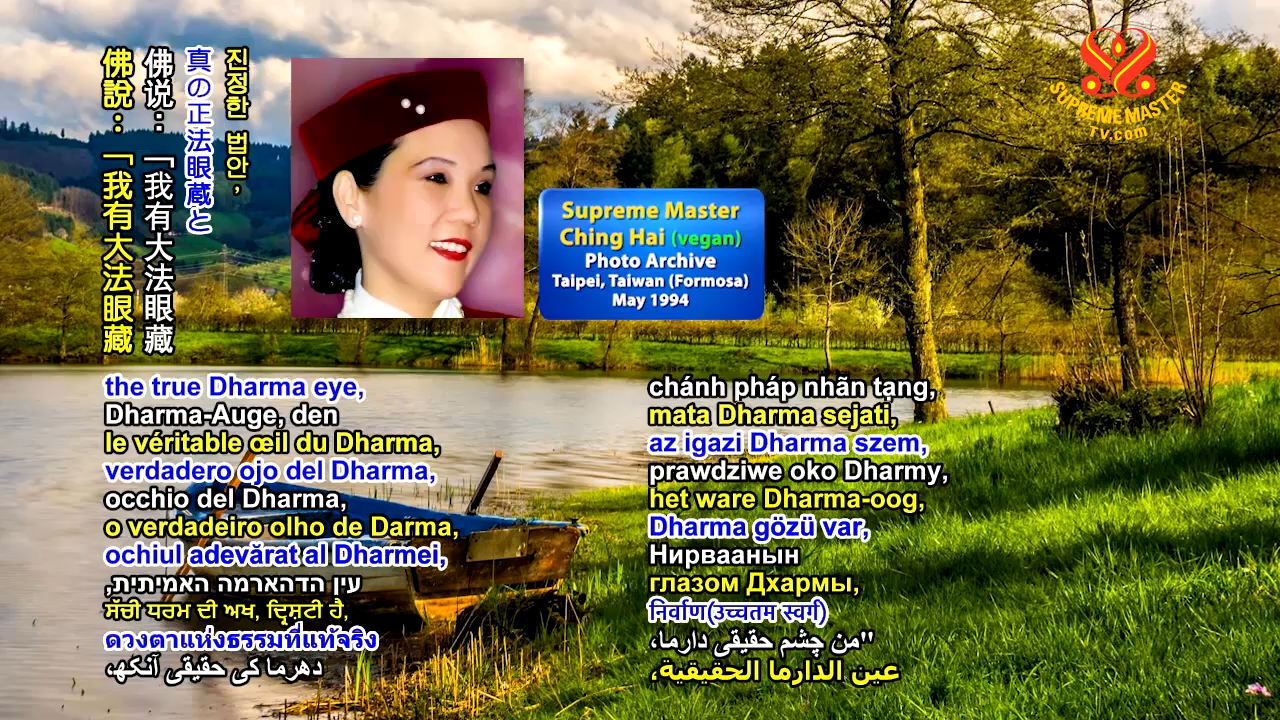 佛說：「我有大法眼藏
佛说：「我有大法眼藏
真の正法眼蔵と
진정한 법안,
Supreme Master
Ching Hai (vegan)
Photo Archive
Taipei, Taiwan (Formosa)
May 1994
SUPREME MASTER
TV.com
the true Dharma eye,
Dharma-Auge, den
le véritable œil du Dharma,
verdadero ojo del Dharma,
occhio del Dharma,
o verdadeiro olho de Darma,
ochiul adevărat al Dharmei,
עין הדהארמה האמיתית,
ਸੱਚੀ ਧਰਮ ਦੀ ਅਖ, ਦ੍ਰਿਸ਼ਟੀ ਹੈ,
ดวงตาแห่งธรรมที่แท้จริง
دھرما کی حقیقی آنکھ،
chánh pháp nhãn tạng,
mata Dharma sejati,
az igazi Dharma szem,
prawdziwe oko Dharmy,
het ware Dharma-oog,
Dharma gözü var,
Нирваанын
глазом Дхармы,
निर्वाण(उच्चतम स्वर्ग)
"من چشم حقیقی دارما،
عين الدارما الحقيقية،